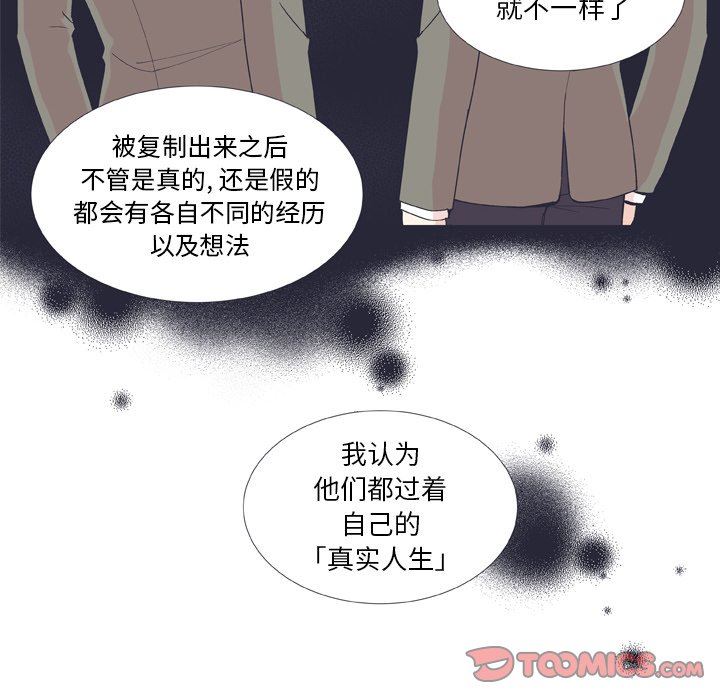 就不一样了
被复制出来之后
不管是真的, 还是假的
都会有各自不同的经历
以及想法
我认为
他们都过着
自己的
「真实人生」
TOOMICS.COM